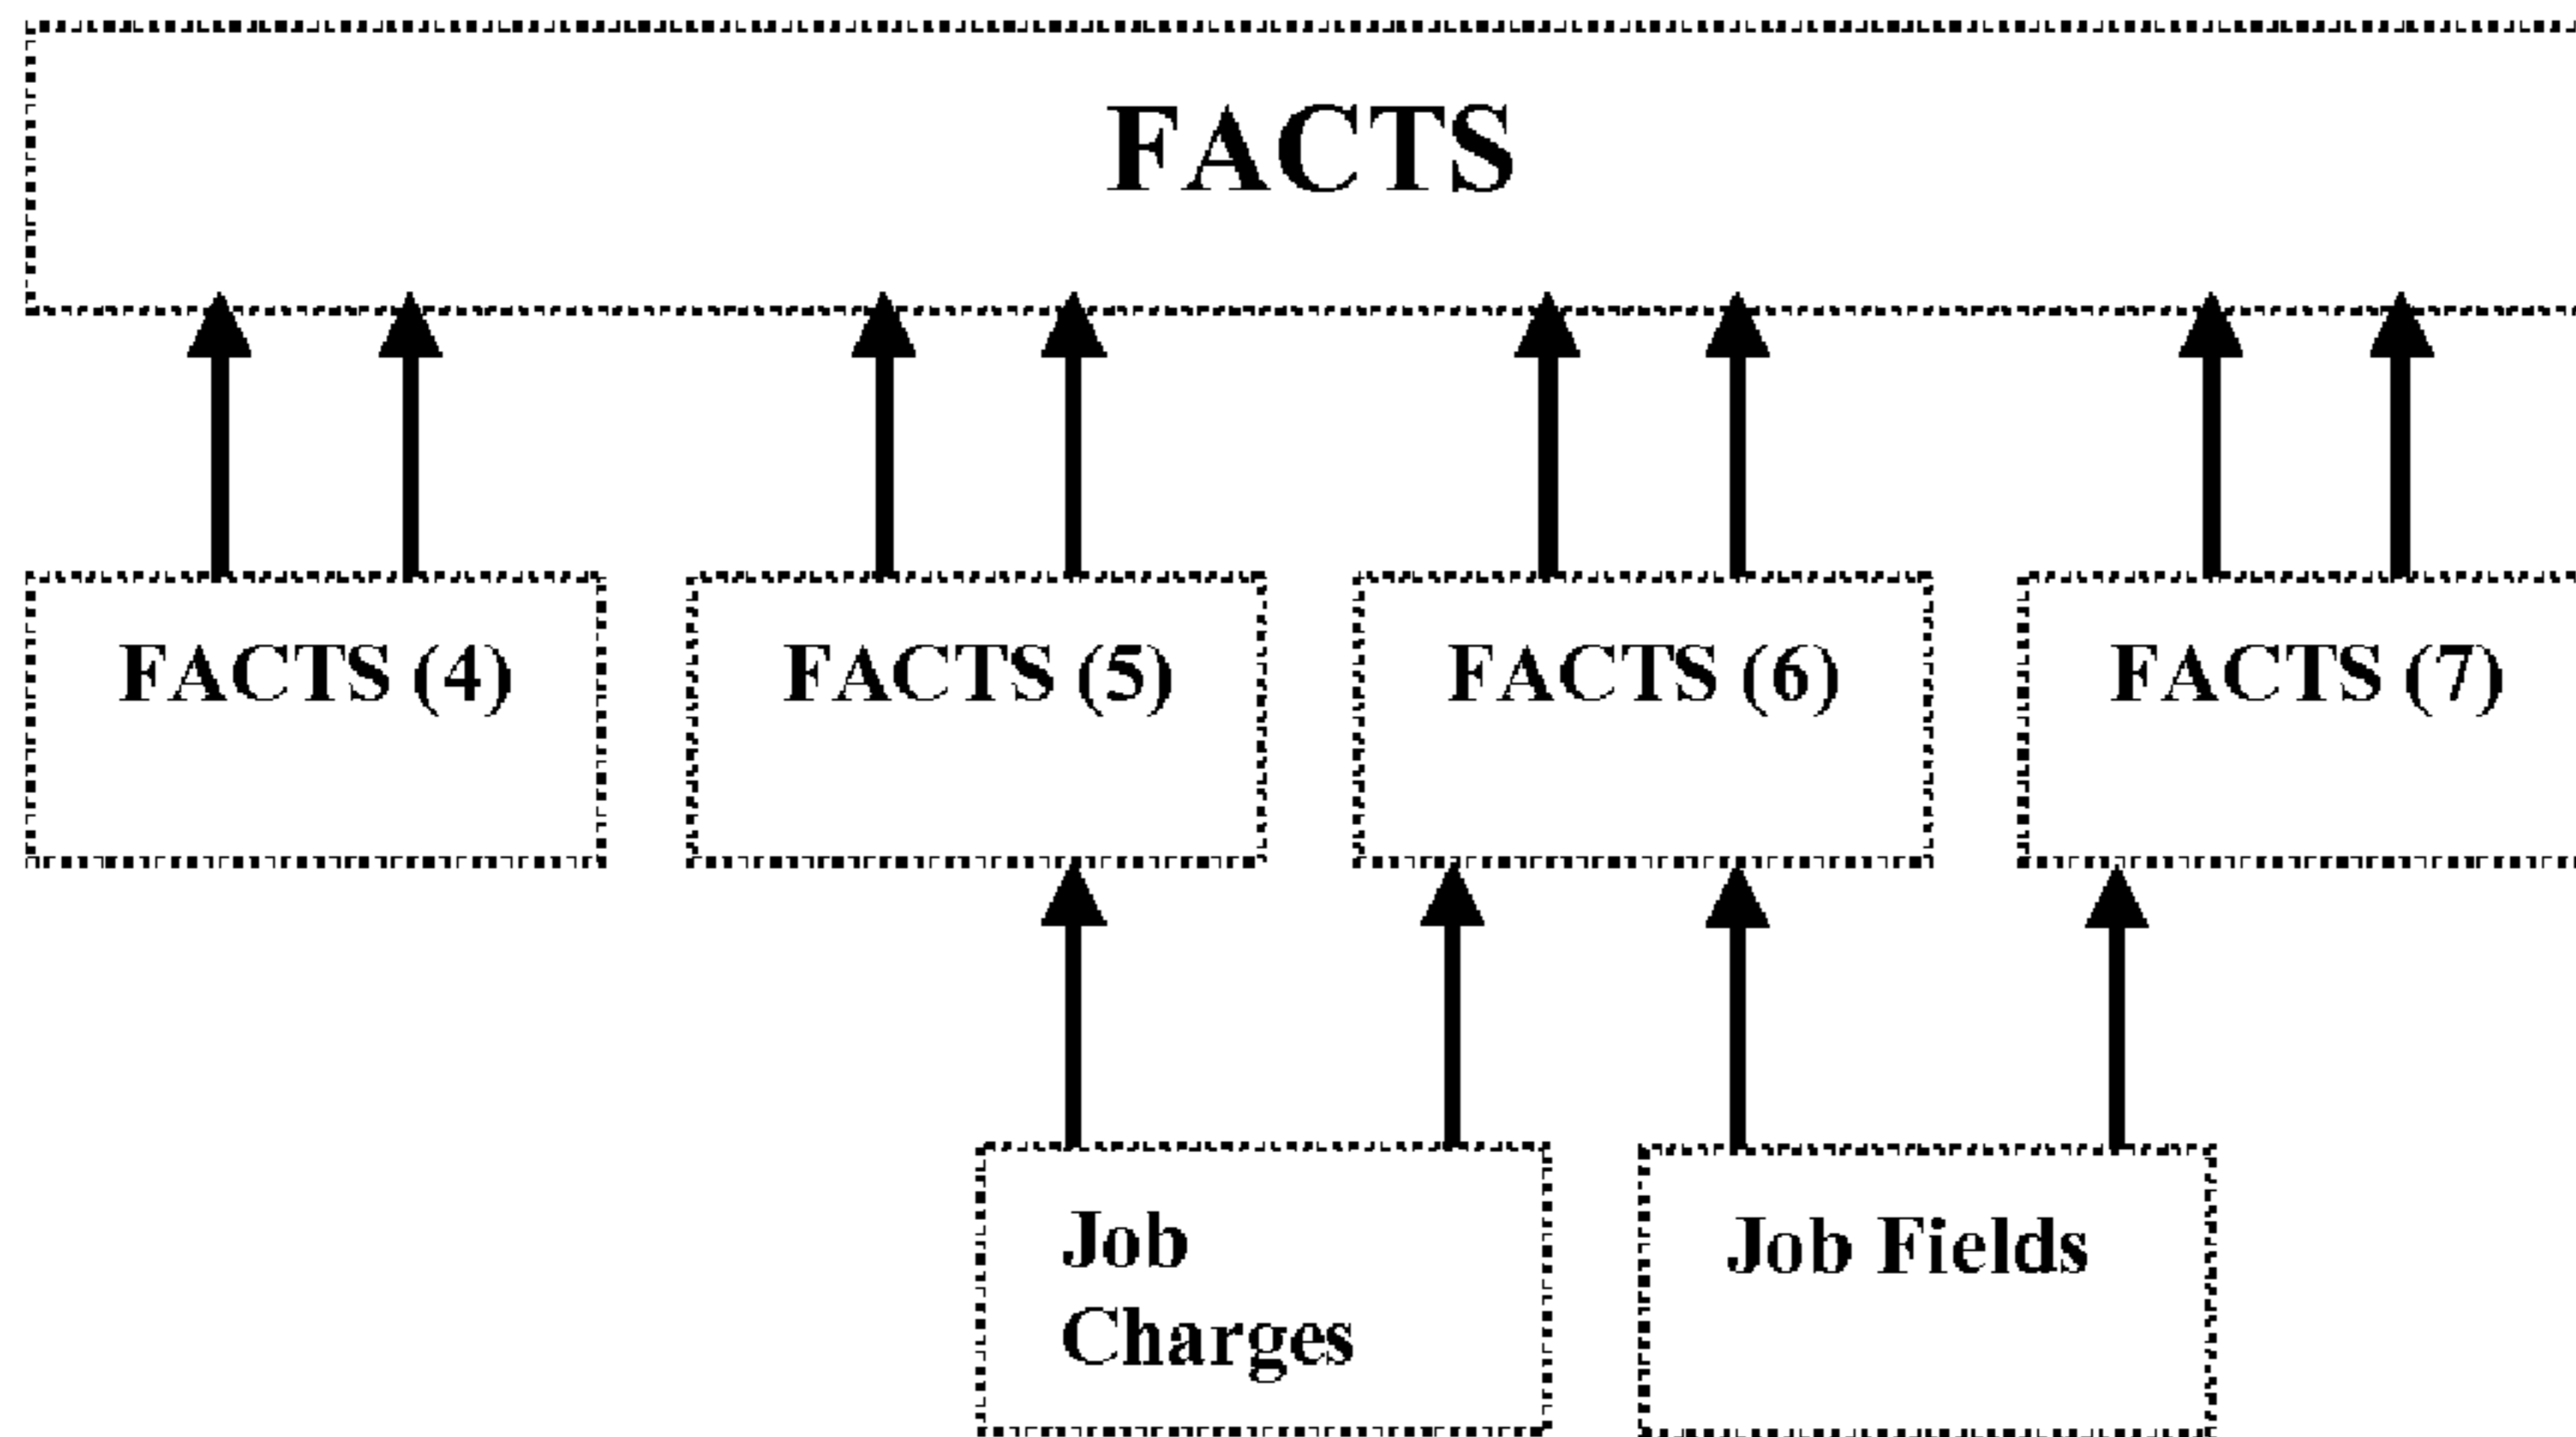 FACTS
FACTS (4)
FACTS (5)
FACTS (6)
FACTS (7)
Job
Charges
Job Fields